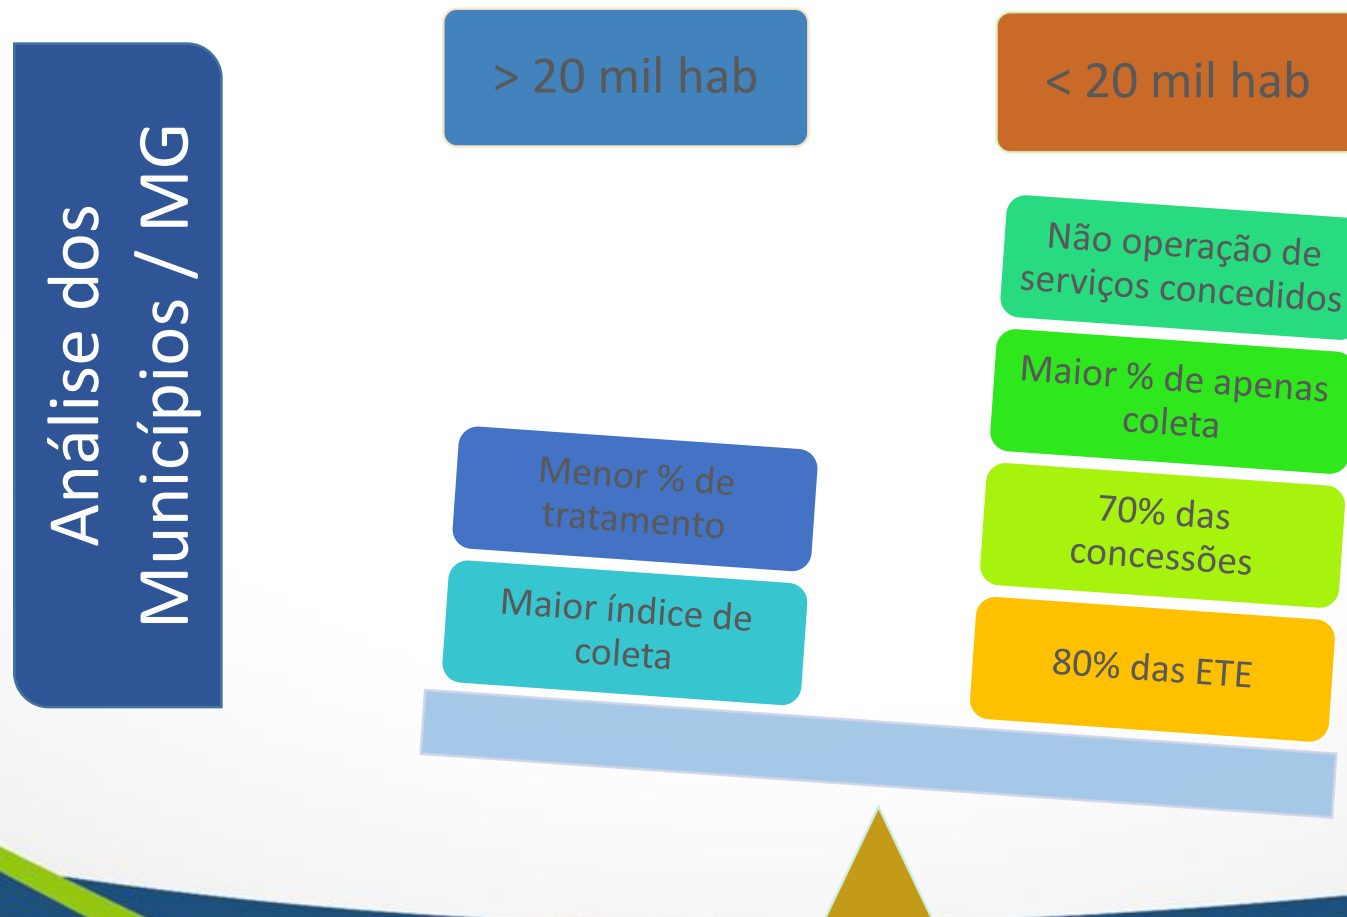 Análise dos
Municípios / MG
> 20 mil hab
Menor % de
tratamento
Maior índice de
coleta
< 20 mil hab
Não operação de
serviços concedidos
Maior % de apenas
coleta
70% das
concessões
80% das ETE